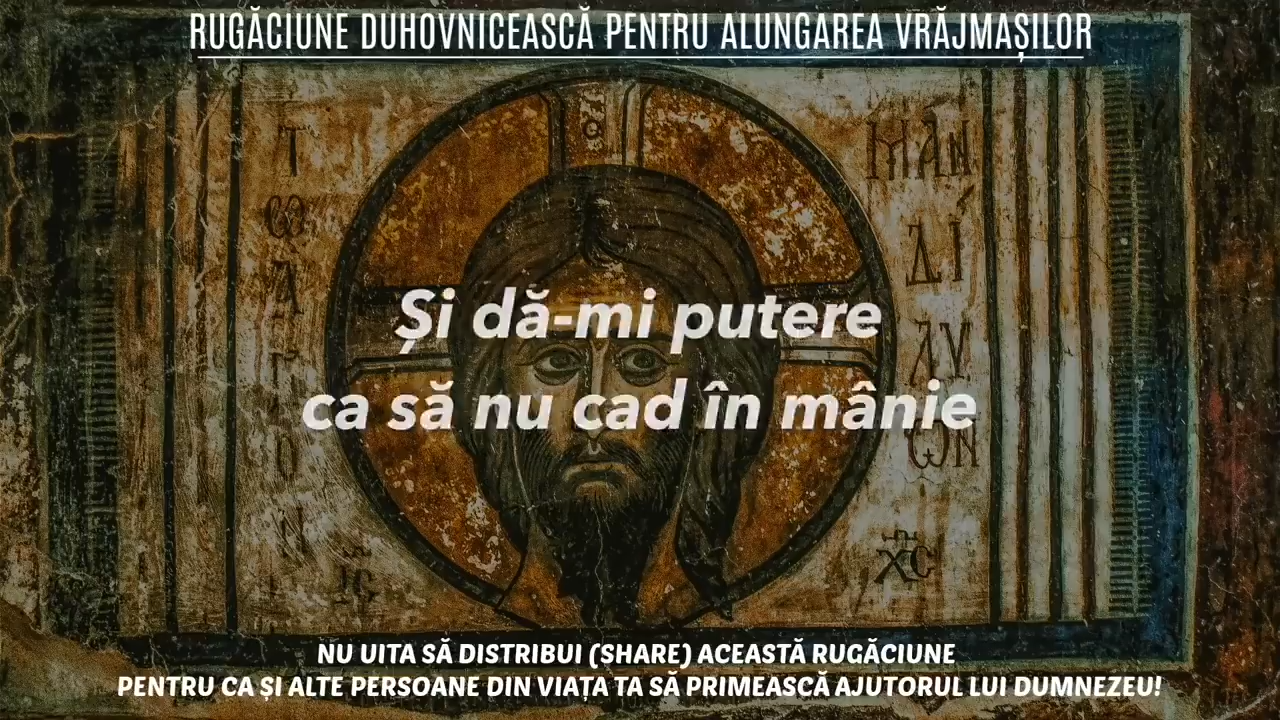 RUGĂCIUNE DUHOVNICEASCĂ PENTRU ALUNGAREA VRĂJMAȘILOR
Și dă-mi putere
ca să nu cad în mânie
NU UITA SĂ DISTRIBUI (SHARE) ACEASTĂ RUGĂCIUNE
PENTRU CA ȘI ALTE PERSOANE DIN VIAȚA TA SĂ PRIMEASCĂ AJUTORUL LUI DUMNEZEU!